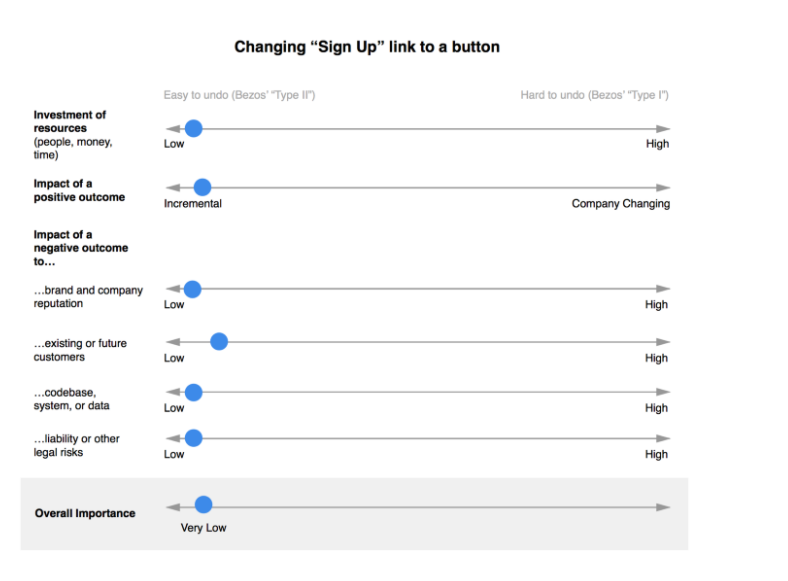 Changing “Sign Up” link to a button
Easy to undo (Bezos’ “Type II”)
Hard to undo (Bezos’ “Type I”)
Investment of
resources
(people, money,
time)
Low
High
Impact of a
positive outcome
Incremental
Company Changing
Impact of a
negative outcome
to…
…brand and company
reputation
Low
High
…existing or future
customers
Low
High
…codebase,
system, or data
Low
High
…liability or other
legal risks
Low
High
Overall Importance
Very Low